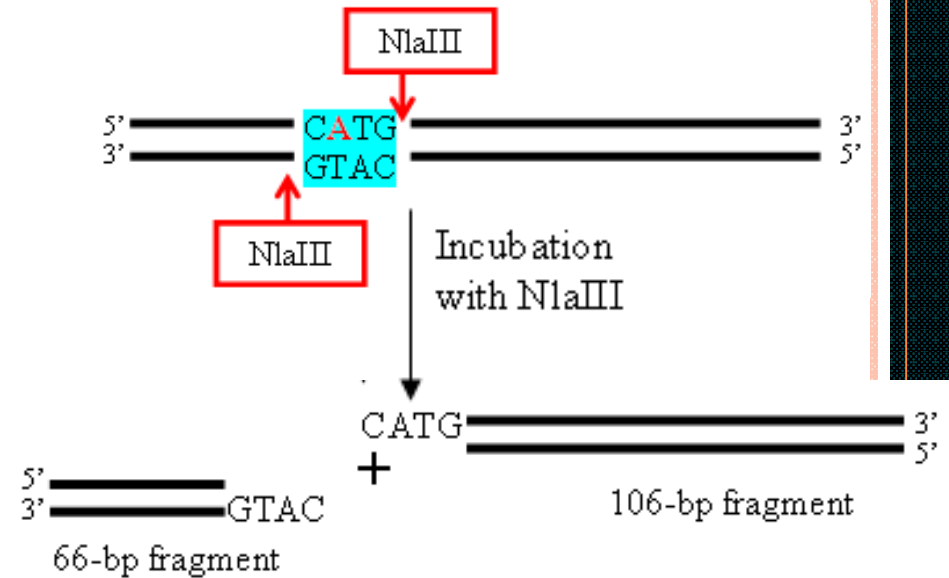 NlaIII
5’ CATG 3’
3’ GTAC 5’
NlaIII
Incubation
with NlaIII
CATG 3’
5’
+
5’
3’ GTAC
106-bp fragment
66-bp fragment